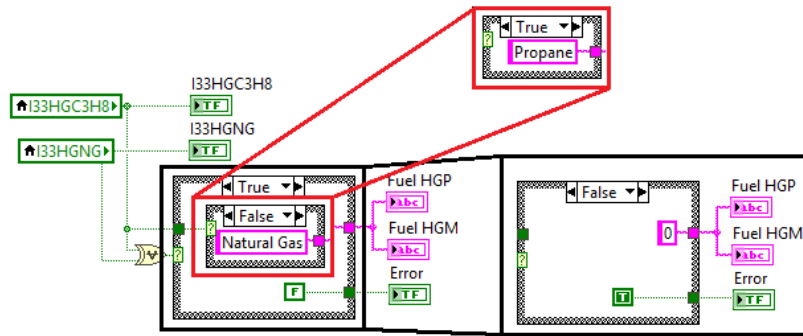 True
Propane
I33HGC3H8
I33HGC3H8
TF
I33HGNG
I33HGNG
TF
True
False
Natural Gas
Fuel HGP
abc
Fuel HGM
abc
Error
F
TF
False
Fuel HGP
0
abc
Fuel HGM
abc
Error
T
TF